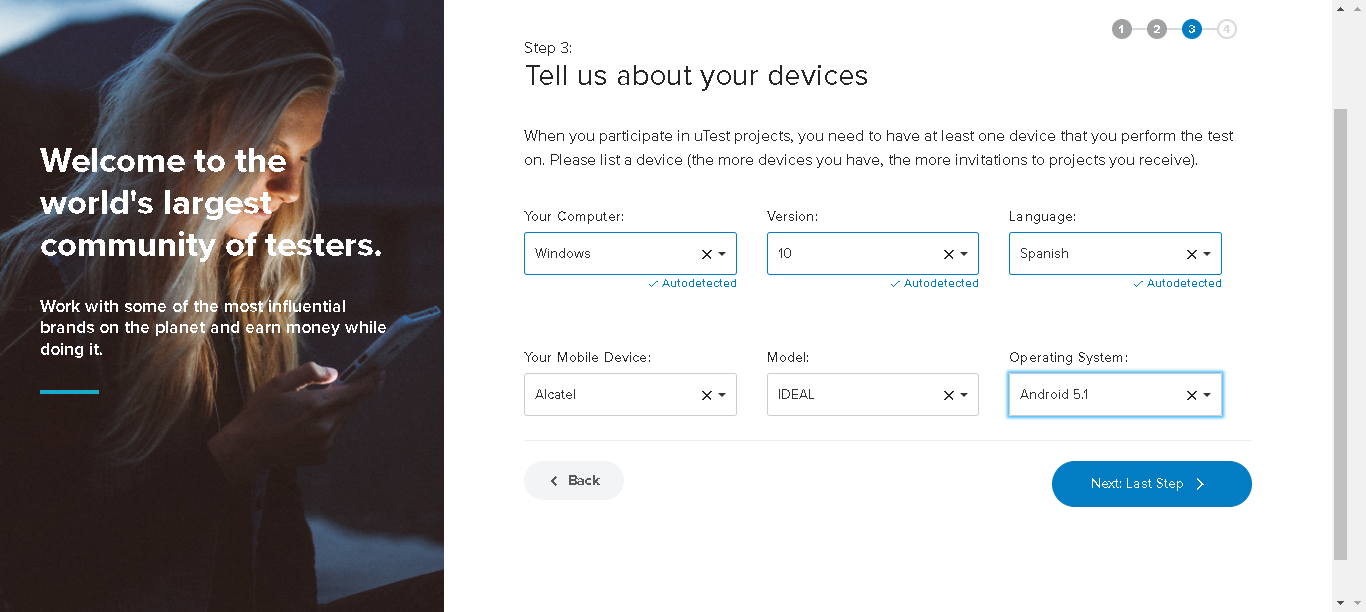 Welcome to the
world's largest
community of testers.
Work with some of the most influential
brands on the planet and earn money while
doing it.
1 2 3 4
Step 3:
Tell us about your devices
When you participate in uTest projects, you need to have at least one device that you perform the test
on. Please list a device (the more devices you have, the more invitations to projects you receive).
Your Computer: Version: Language:
Windows 10 Spanish
Autodetected Autodetected Autodetected
Your Mobile Device: Model: Operating System:
Alcatel IDEAL Android 5.1
Back Next: Last Step